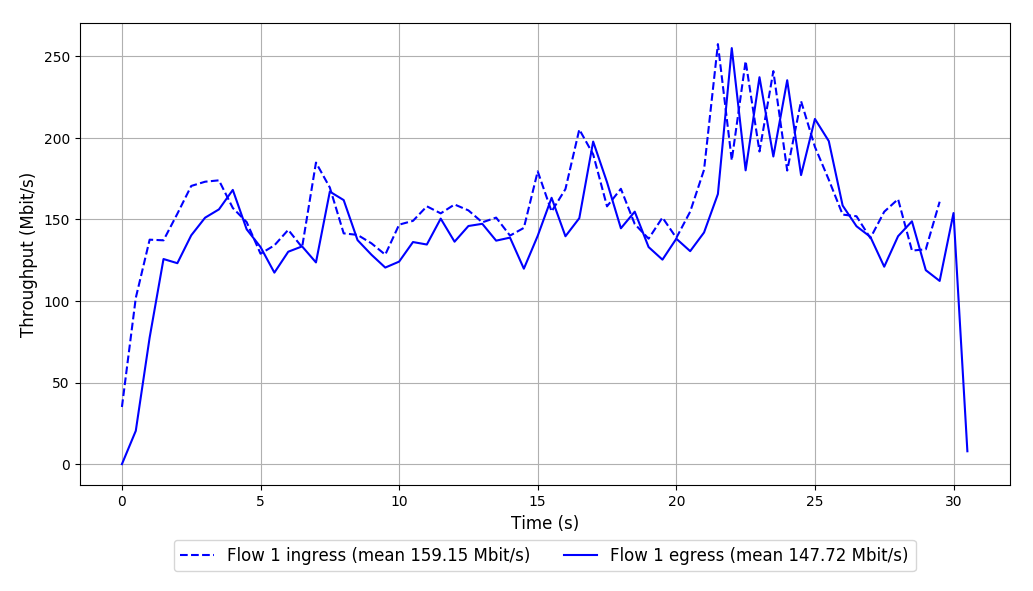 250
200
150
100
50
0
Throughput (Mbit/s)
0 5 10 15 20 25 30
Time (s)
Flow 1 ingress (mean 159.15 Mbit/s) Flow 1 egress (mean 147.72 Mbit/s)